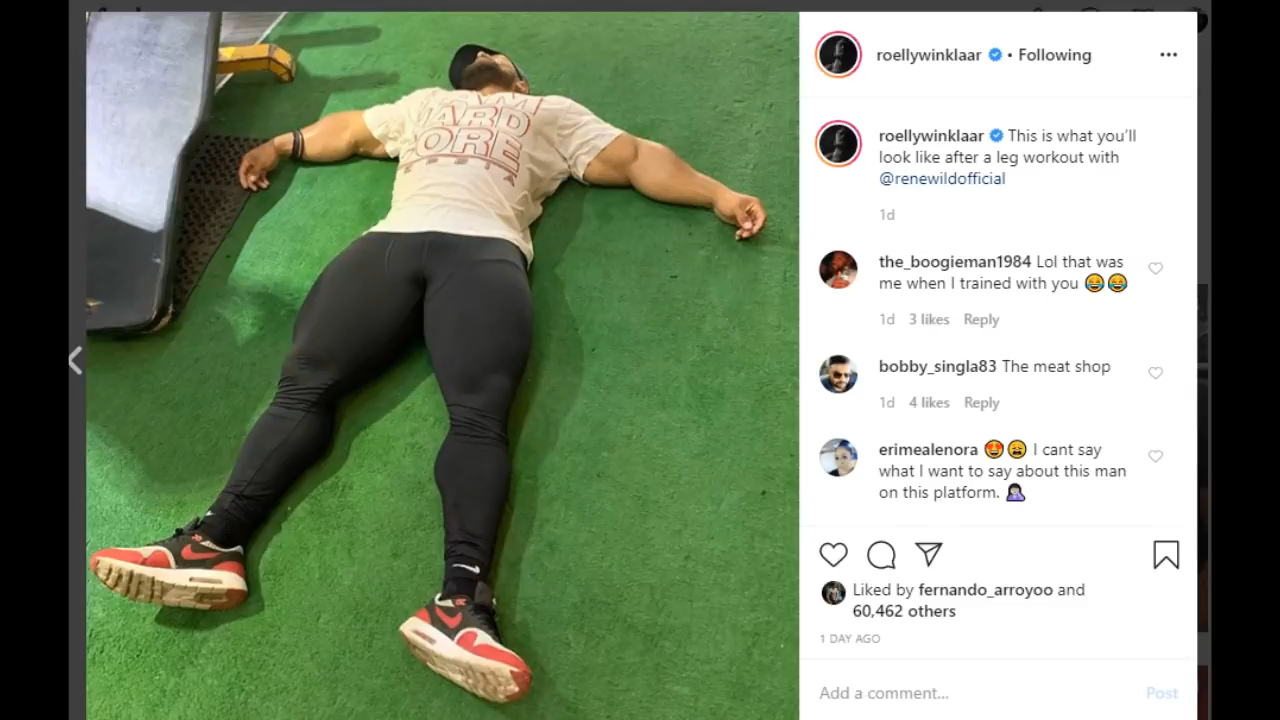 roellywinklaar • Following
roellywinklaar This is what you'll
look like after a leg workout with
@renewildofficial
1d
the_boogieman1984 Lol that was
me when I trained with you 😂😂
1d 3 likes Reply
bobby_singla83 The meat shop
1d 4 likes Reply
erimealenora 😍😩 I cant say
what I want to say about this man
on this platform. 🤦🏻‍♀️
Liked by fernando_arroyoo and
60,462 others
1 DAY AGO
Add a comment... Post
HARD
CORE